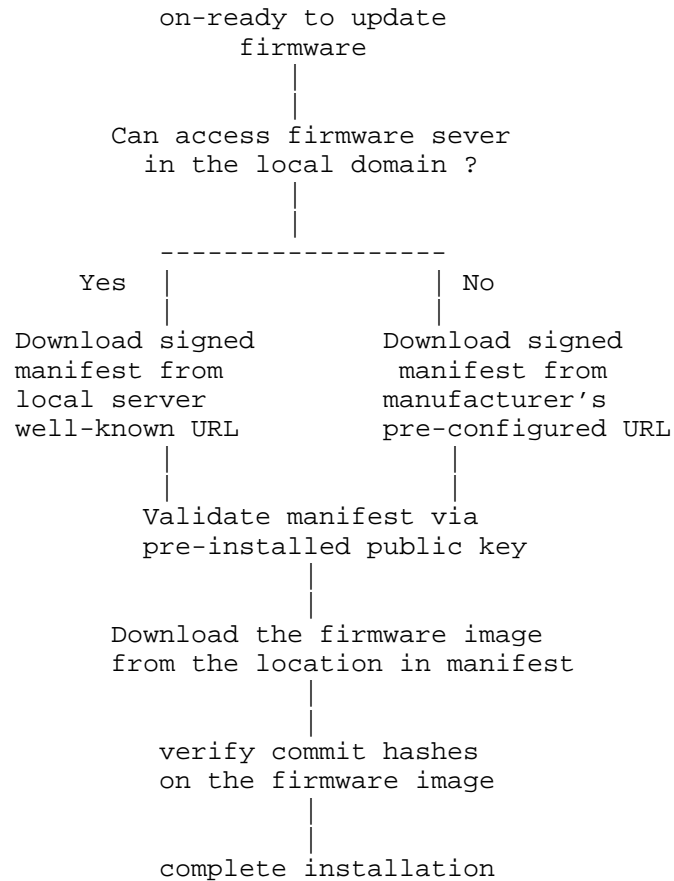 on-ready to update
firmware
Can access firmware sever
in the local domain ?
------------------
Yes | | No
Download signed Download signed
manifest from manifest from
local server manufacturer's
well-known URL pre-configured URL
Validate manifest via
pre-installed public key
Download the firmware image
from the location in manifest
verify commit hashes
on the firmware image
complete installation